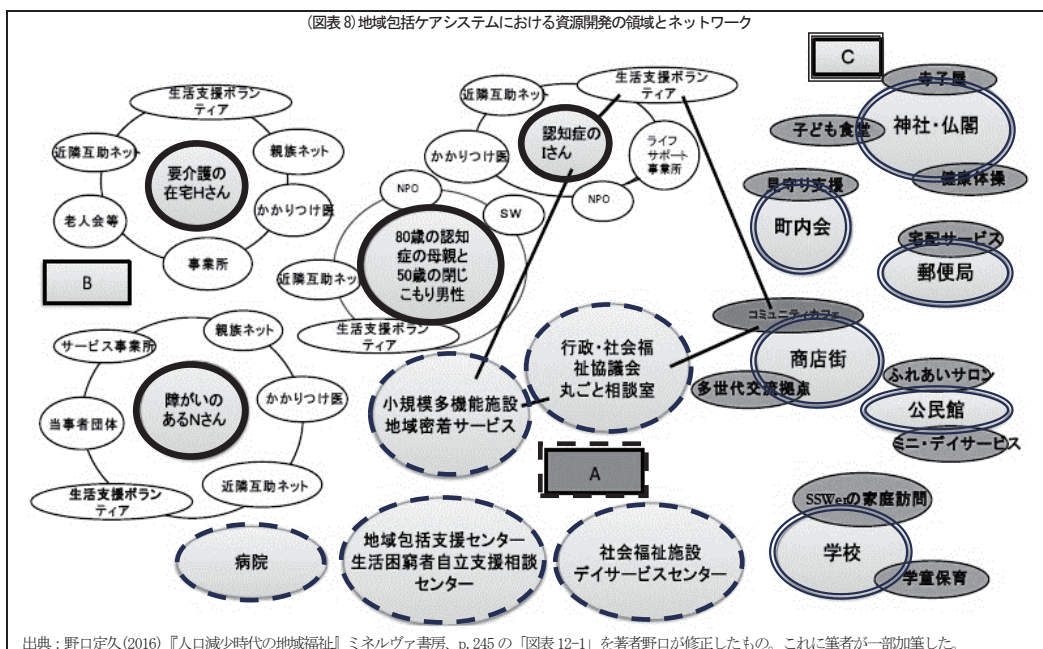 (図表 8)地域包括ケアシステムにおける資源開発の領域とネットワーク
生活支援ボラン
ティア
近隣互助ネット
親族ネット
要介護の
在宅Hさん
老人会等
かかりつけ医
事業所
B
生活支援ボラン
ティア
近隣互助ネット
認知症の
Iさん
かかりつけ医
ライフ
サポート
事業所
NPO
NPO
SW
80歳の認知
症の母親と
50歳の閉じ
こもり男性
近隣互助ネッ
生活支援ボラン
ティア
サービス事業所
親族ネット
障がいの
あるNさん
かかりつけ医
当事者団体
近隣互助ネット
生活支援ボラン
ティア
小規模多機能施設
地域密着サービス
行政・社会福
祉協議会
丸ごと相談室
A
病院
地域包括支援センター
生活困窮者自立支援相談
センター
社会福祉施設
デイサービスセンター
C
寺子屋
子ども食堂
神社・仏閣
健康体操
見守り支援
町内会
宅配サービス
郵便局
コミュニティカフェ
商店街
多世代交流拠点
ふれあいサロン
公民館
ミニ・デイサービス
SSWerの家庭訪問
学校
学童保育
出典：野口定久(2016)『人口減少時代の地域福祉』ミネルヴァ書房、p.245 の「図表 12-1」を著者野口が修正したもの。これに筆者が一部加筆した。